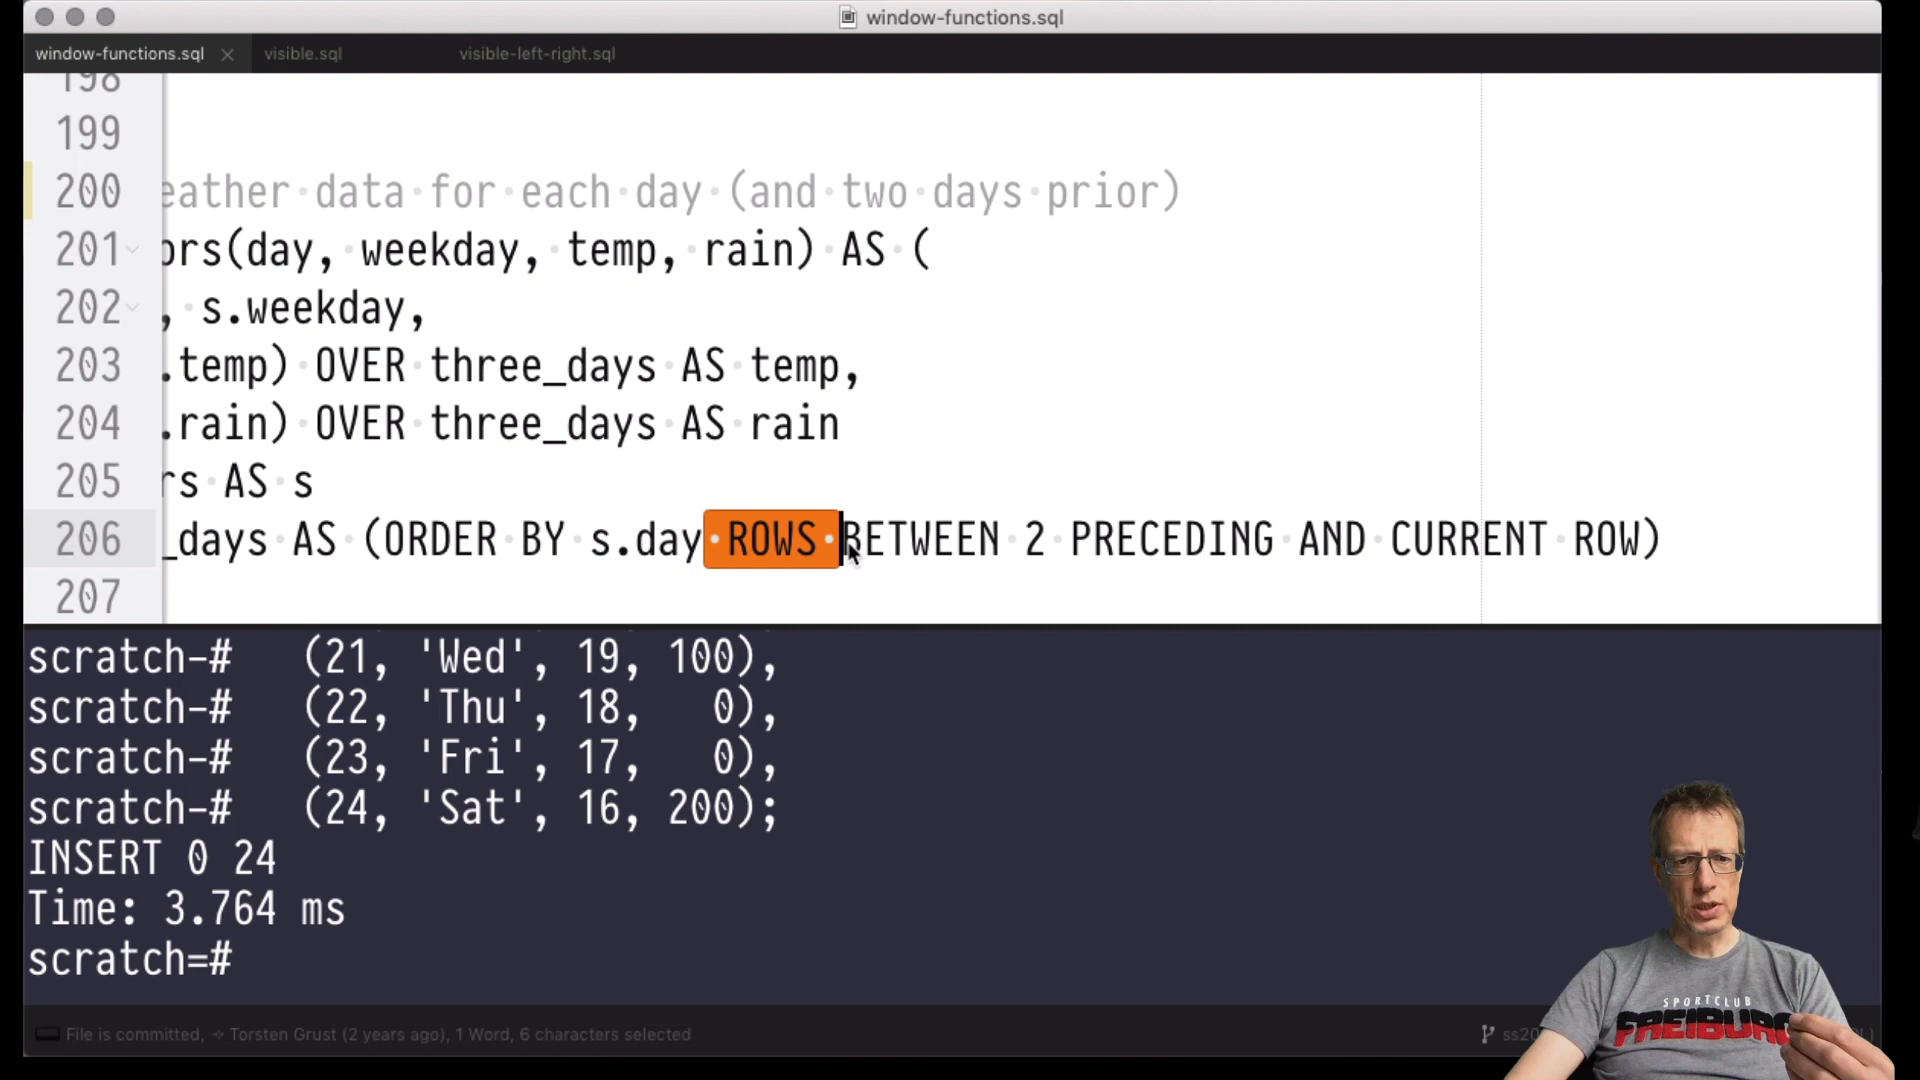 window-functions.sql
window-functions.sql visible.sql visible-left-right.sql
198
199
200 eather data for each day (and two days prior)
201 ors(day, weekday, temp, rain) AS (
202 , s.weekday,
203 .temp) OVER three_days AS temp,
204 .rain) OVER three_days AS rain
205 rs AS s
206 _days AS (ORDER BY s.day ROWS BETWEEN 2 PRECEDING AND CURRENT ROW)
207
scratch-# (21, 'Wed', 19, 100),
scratch-# (22, 'Thu', 18, 0),
scratch-# (23, 'Fri', 17, 0),
scratch-# (24, 'Sat', 16, 200);
INSERT 0 24
Time: 3.764 ms
scratch=#
File is committed, Torsten Grust (2 years ago), 1 Word, 6 characters selected
SPORTCLUB
FREIBURG